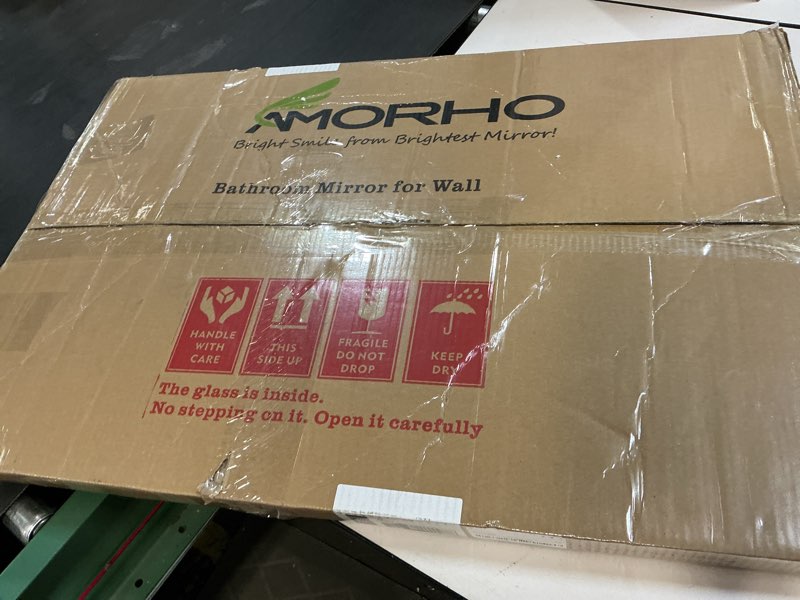 AMORHO
Bright Smile from Brightest Mirror!
Bathroom Mirror for Wall
HANDLE
WITH
CARE
THIS
SIDE UP
FRAGILE
DO NOT
DROP
KEEP
DRY
The glass is inside.
No stepping on it. Open it carefully